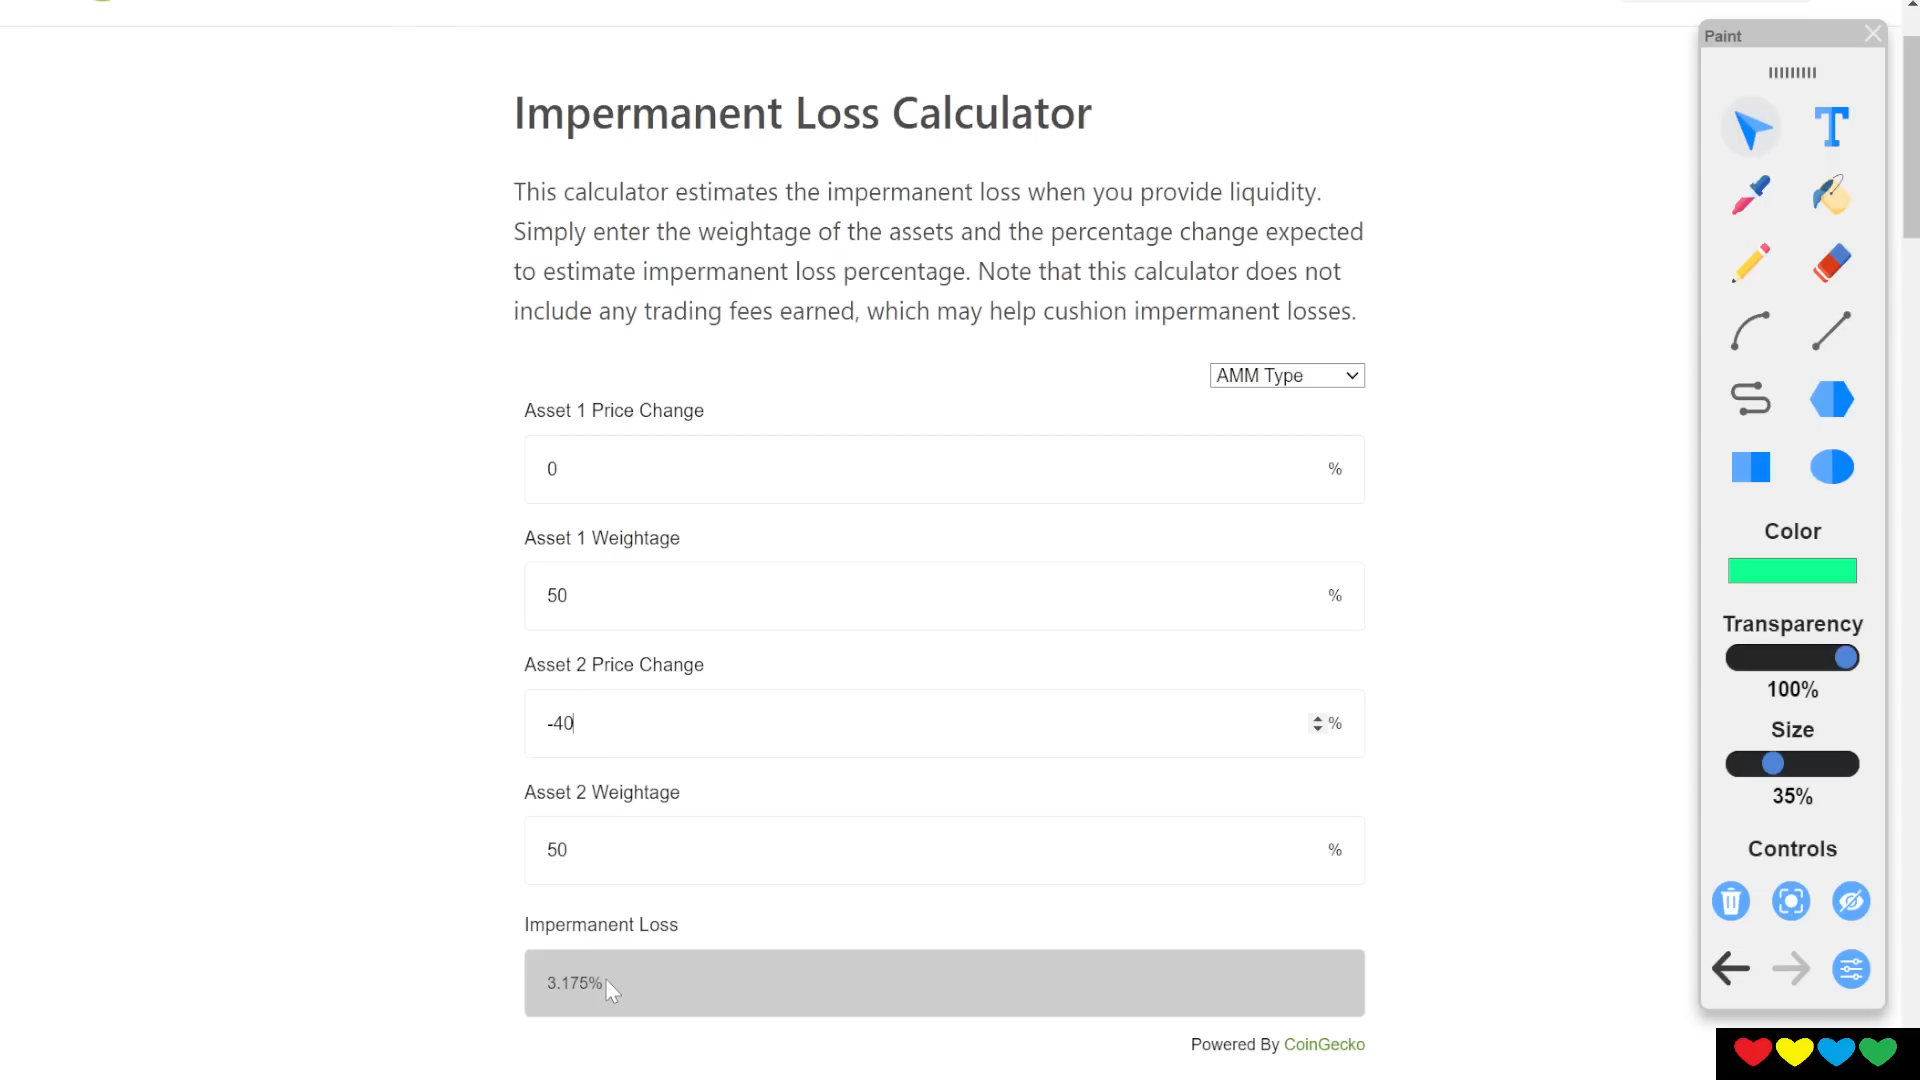 Impermanent Loss Calculator
This calculator estimates the impermanent loss when you provide liquidity.
Simply enter the weightage of the assets and the percentage change expected
to estimate impermanent loss percentage. Note that this calculator does not
include any trading fees earned, which may help cushion impermanent losses.
AMM Type
Asset 1 Price Change
0 %
Asset 1 Weightage
50 %
Asset 2 Price Change
-40 %
Asset 2 Weightage
50 %
Impermanent Loss
3.175%
Powered By CoinGecko
Paint
T
Color
Transparency
100%
Size
35%
Controls